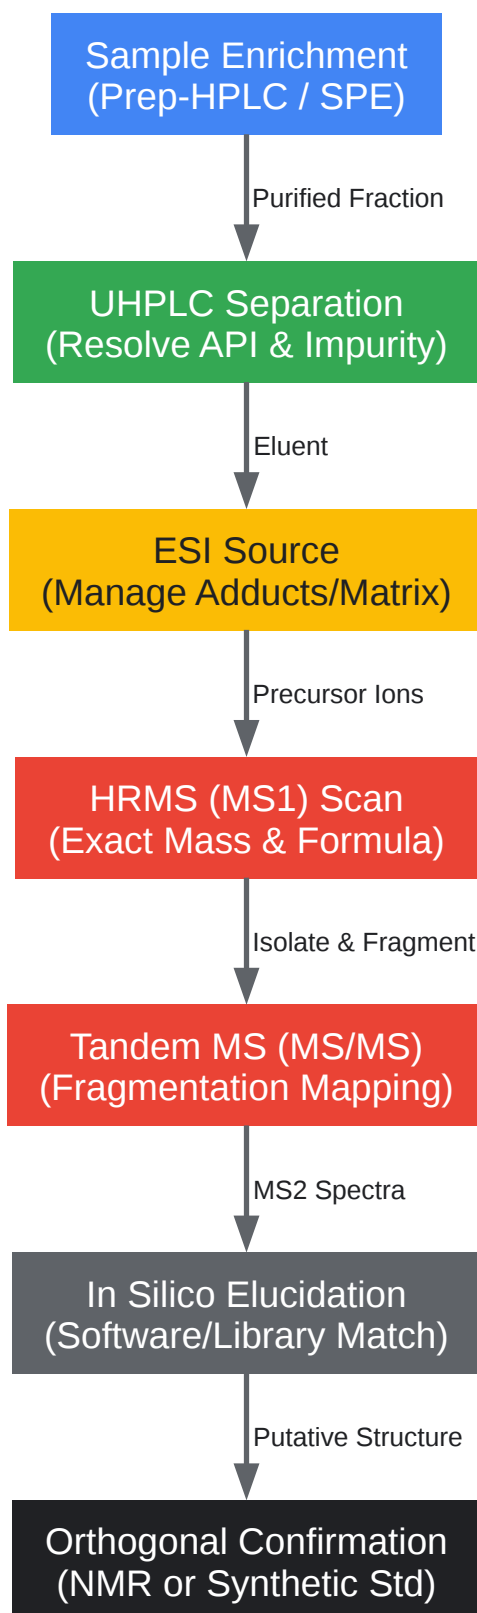 Sample Enrichment
(Prep-HPLC / SPE)
Purified Fraction
UHPLC Separation
(Resolve API & Impurity)
Eluent
ESI Source
(Manage Adducts/Matrix)
Precursor Ions
HRMS (MS1) Scan
(Exact Mass & Formula)
Isolate & Fragment
Tandem MS (MS/MS)
(Fragmentation Mapping)
MS2 Spectra
In Silico Elucidation
(Software/Library Match)
Putative Structure
Orthogonal Confirmation
(NMR or Synthetic Std)